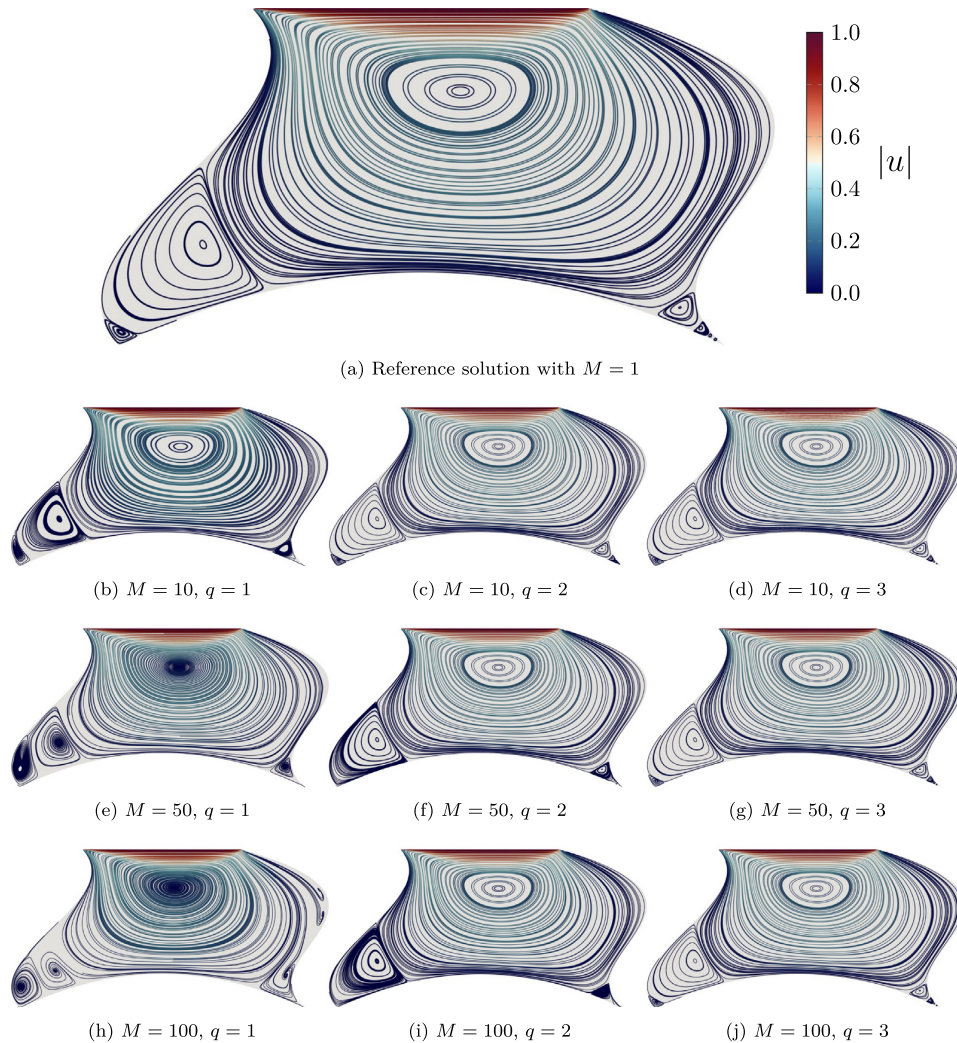 1.0
0.8
0.6
|u|
0.4
0.2
0.0
(a) Reference solution with M = 1
(b) M = 10, q = 1
(c) M = 10, q = 2
(d) M = 10, q = 3
(e) M = 50, q = 1
(f) M = 50, q = 2
(g) M = 50, q = 3
(h) M = 100, q = 1
(i) M = 100, q = 2
(j) M = 100, q = 3